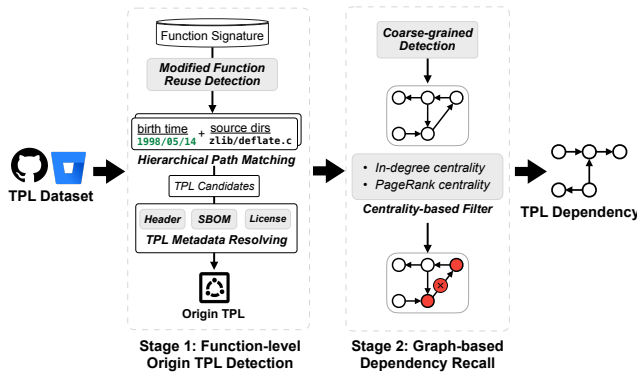 TPL Dataset
Function Signature
Modified Function
Reuse Detection
birth time + source dirs
1998/05/14 zlib/deflate.c
Hierarchical Path Matching
TPL Candidates
Header SBOM License
TPL Metadata Resolving
Origin TPL
Stage 1: Function-level
Origin TPL Detection
Coarse-grained
Detection
• In-degree centrality
• PageRank centrality
Centrality-based Filter
Stage 2: Graph-based
Dependency Recall
TPL Dependency